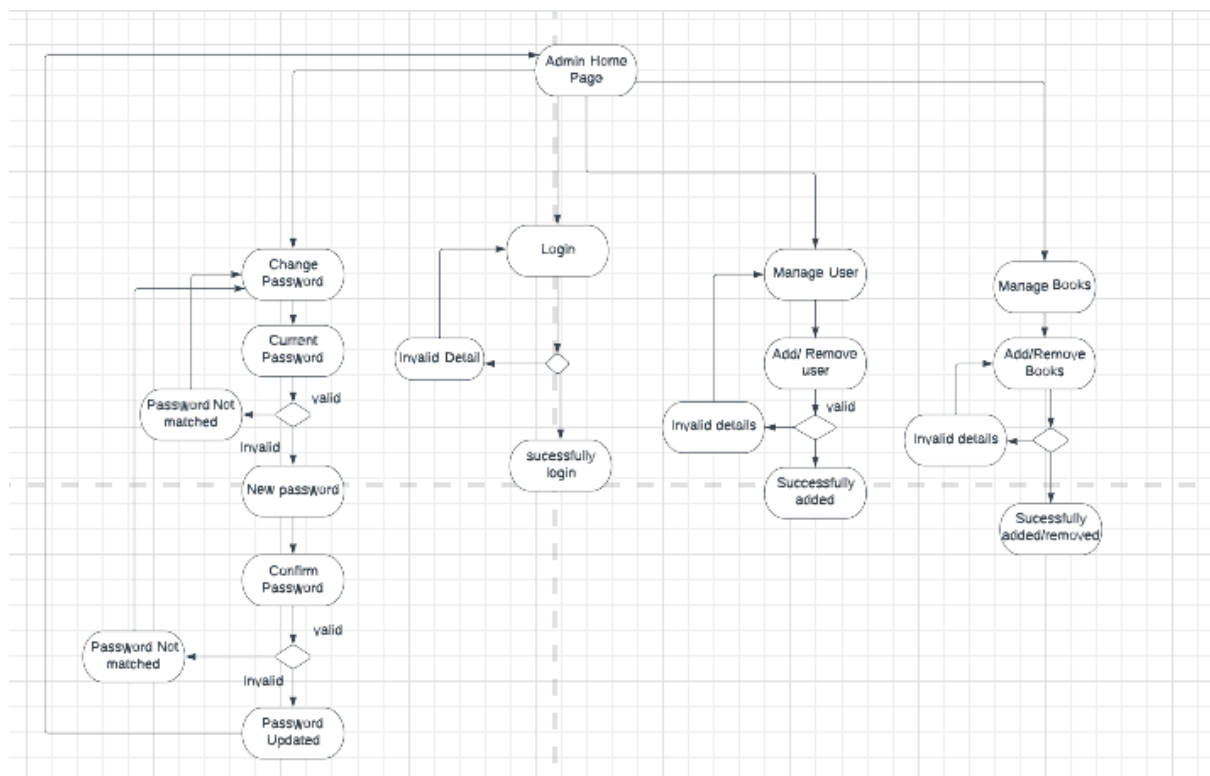 Admin Home
Page
Change
Password
Current
Password
valid
Password Not
matched
Invalid
New password
Confirm
Password
valid
Password Not
matched
Invalid
Password
Updated
Login
Invalid Detail
sucessfully
login
Manage User
Add/ Remove
user
valid
Invalid details
Successfully
added
Manage Books
Add/Remove
Books
Invalid details
Sucessfully
added/removed